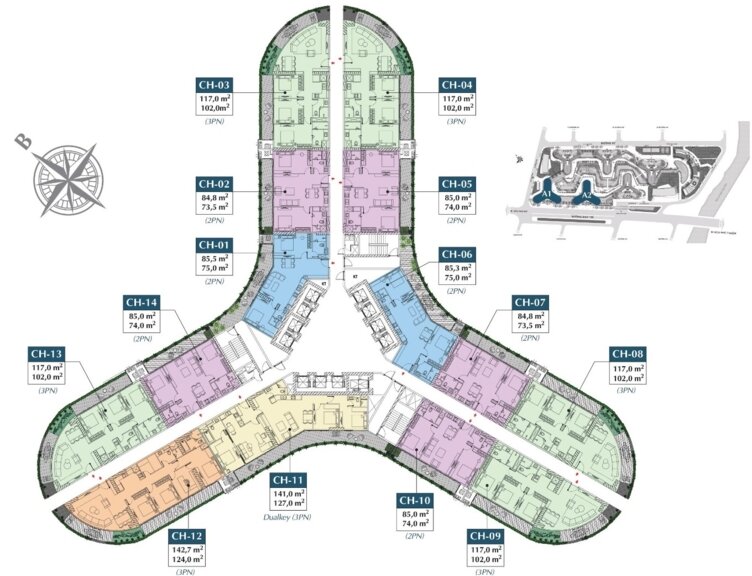 CH-03
117,0 m²
102,0m²
(3PN)
CH-04
117,0 m²
102,0 m²
(3PN)
B
CH-02
84,8 m²
73,5 m²
(2PN)
CH-05
85,0 m²
74,0 m²
(2PN)
A1
A2
CH-01
85,5 m²
75,0 m²
(2PN)
CH-06
85,3 m²
75,0 m²
(2PN)
KT
KT
CH-14
85,0 m²
74,0 m²
(2PN)
CH-07
84,8 m²
73,5 m²
(2PN)
CH-13
117,0 m²
102,0 m²
(3PN)
CH-08
117,0 m²
102,0 m²
(3PN)
CH-11
141,0 m²
127,0 m²
Dualkey (3PN)
CH-10
85,0 m²
74,0 m²
(2PN)
CH-12
142,7 m²
124,0 m²
(3PN)
CH-09
117,0 m²
102,0 m²
(3PN)